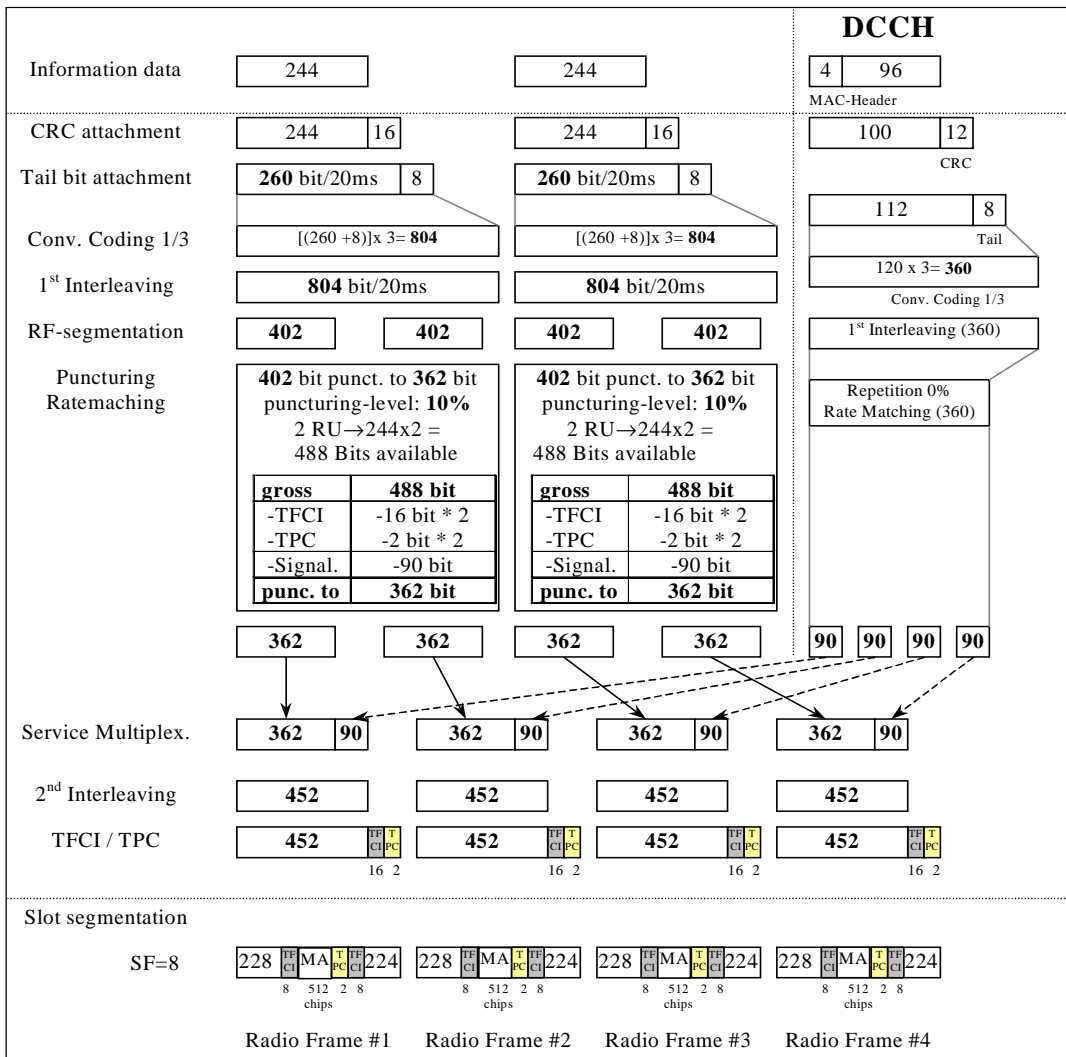 DCCH
Information data 244 244 4 96
MAC-Header
CRC attachment 244 16 244 16 100 12
CRC
Tail bit attachment 260 bit/20ms 8 260 bit/20ms 8
112 8
Tail
Conv. Coding 1/3 [(260 +8)]x 3= 804 [(260 +8)]x 3= 804
120 x 3= 360
Conv. Coding 1/3
1st Interleaving 804 bit/20ms 804 bit/20ms
RF-segmentation 402 402 402 402 1st Interleaving (360)
Puncturing
Ratemaching
402 bit punct. to 362 bit
puncturing-level: 10%
2 RU→244x2 =
488 Bits available
gross 488 bit
-TFCI -16 bit * 2
-TPC -2 bit * 2
-Signal. -90 bit
punc. to 362 bit
402 bit punct. to 362 bit
puncturing-level: 10%
2 RU→244x2 =
488 Bits available
gross 488 bit
-TFCI -16 bit * 2
-TPC -2 bit * 2
-Signal. -90 bit
punc. to 362 bit
Repetition 0%
Rate Matching (360)
362 362 362 362 90 90 90 90
Service Multiplex. 362 90 362 90 362 90 362 90
2nd Interleaving 452 452 452 452
TFCI / TPC 452 TF CI T PC 452 TF CI T PC 452 TF CI T PC 452 TF CI T PC
16 2 16 2 16 2 16 2
Slot segmentation
SF=8 228 TF CI MA T PC TF CI 224 228 TF CI MA T PC TF CI 224 228 TF CI MA T PC TF CI 224 228 TF CI MA T PC TF CI 224
8 512 2 8 8 512 2 8 8 512 2 8 8 512 2 8
chips chips chips chips
Radio Frame #1 Radio Frame #2 Radio Frame #3 Radio Frame #4